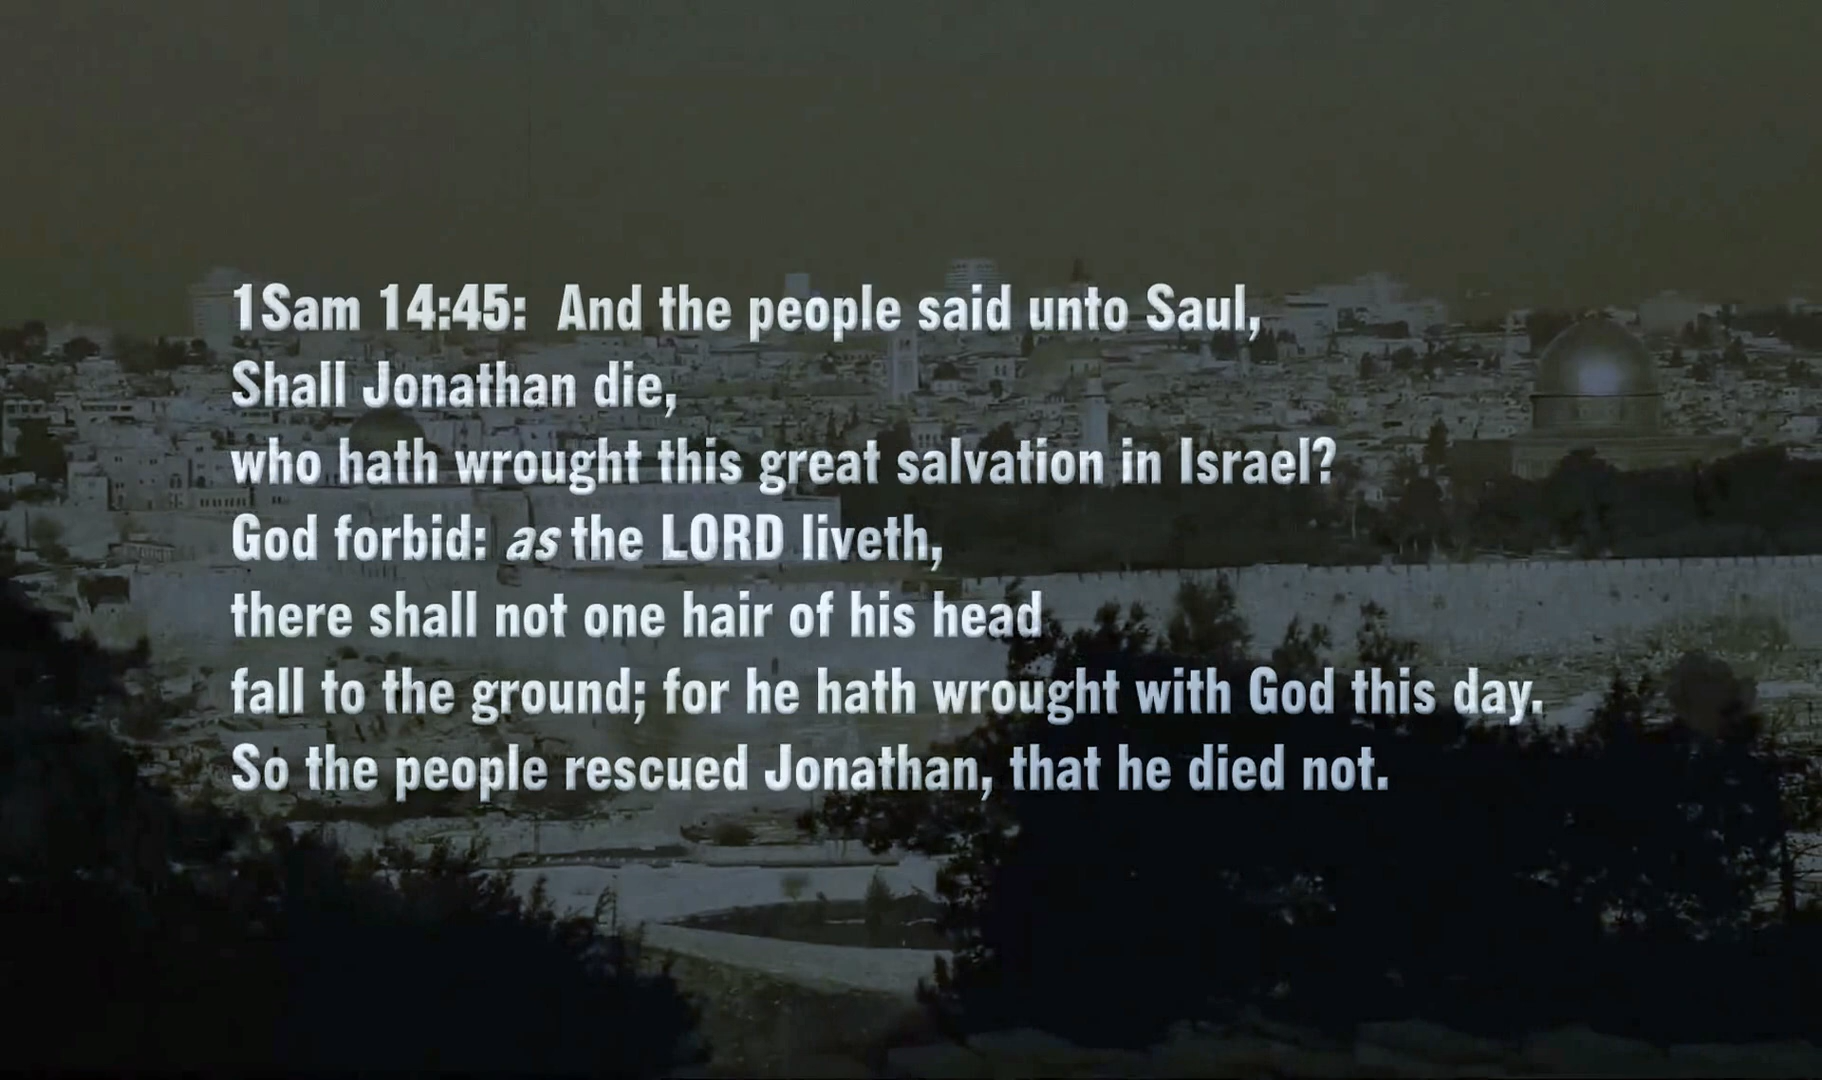 1Sam 14:45:  And the people said unto Saul,
Shall Jonathan die,
who hath wrought this great salvation in Israel?
God forbid: as the LORD liveth,
there shall not one hair of his head
fall to the ground; for he hath wrought with God this day.
So the people rescued Jonathan, that he died not.